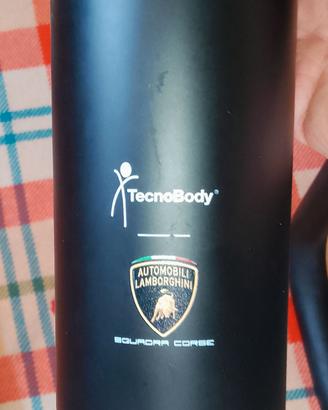 TecnoBody®
AUTOMOBILI
LAMBORGHINI
SQUADRA CORSE